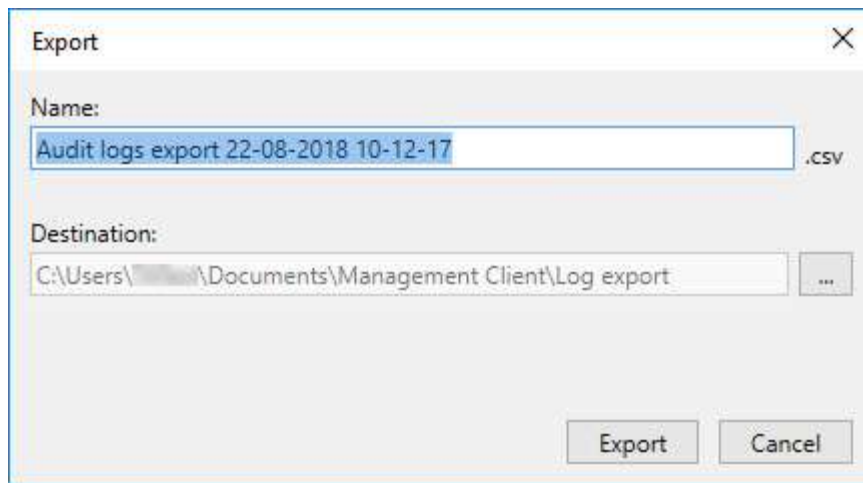 Export
Name:
Audit logs export 22-08-2018 10-12-17
.csv
Destination:
C:\Users\ \Documents\Management Client\Log export
...
Export
Cancel